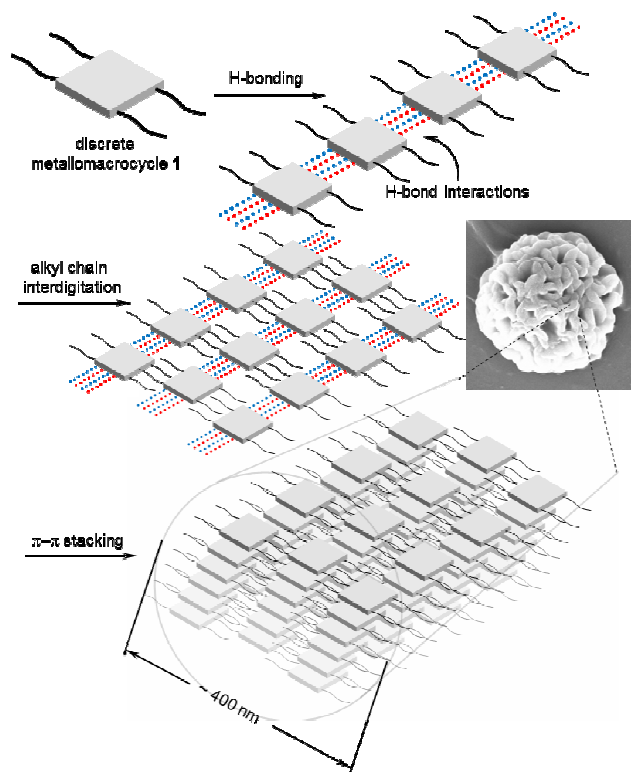 H-bonding
discrete
metallomacrocycle 1
H-bond Interactions
alkyl chain
interdigitation
π–π stacking
~ 400 nm